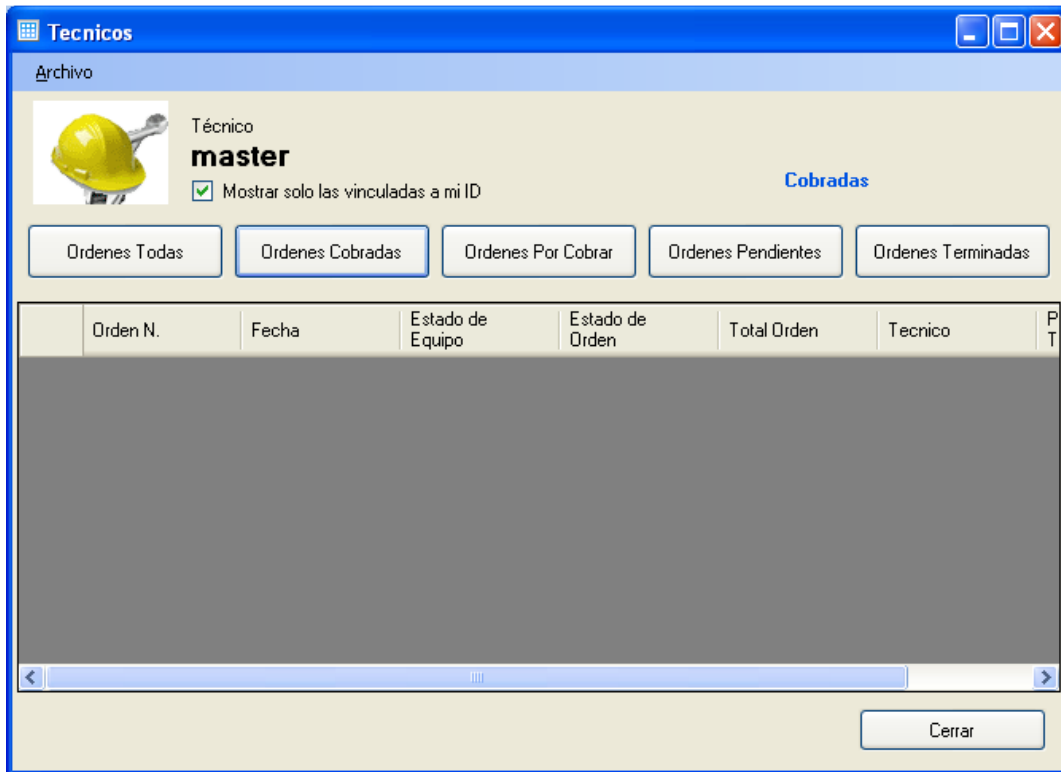 Tecnicos
Archivo
Técnico
master
Mostrar solo las vinculadas a mi ID
Cobradas
Ordenes Todas
Ordenes Cobradas
Ordenes Por Cobrar
Ordenes Pendientes
Ordenes Terminadas
Orden N.
Fecha
Estado de
Equipo
Estado de
Orden
Total Orden
Tecnico
P
T
Cerrar